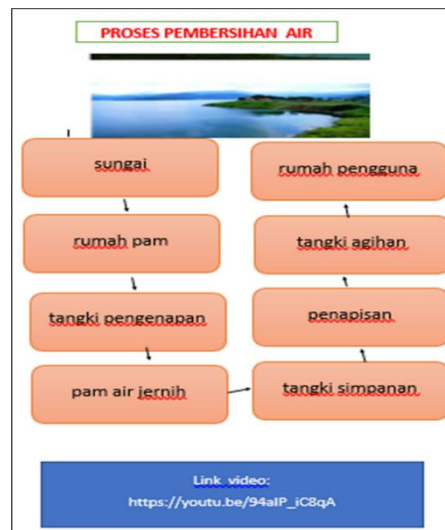 PROSES PEMBERSIHAN AIR
sungai
rumah pam
tangki pengenapan
pam air jernih
tangki simpanan
penapisan
tangki agihan
rumah pengguna
Link video:
https://youtu.be/94alP_iC8qA